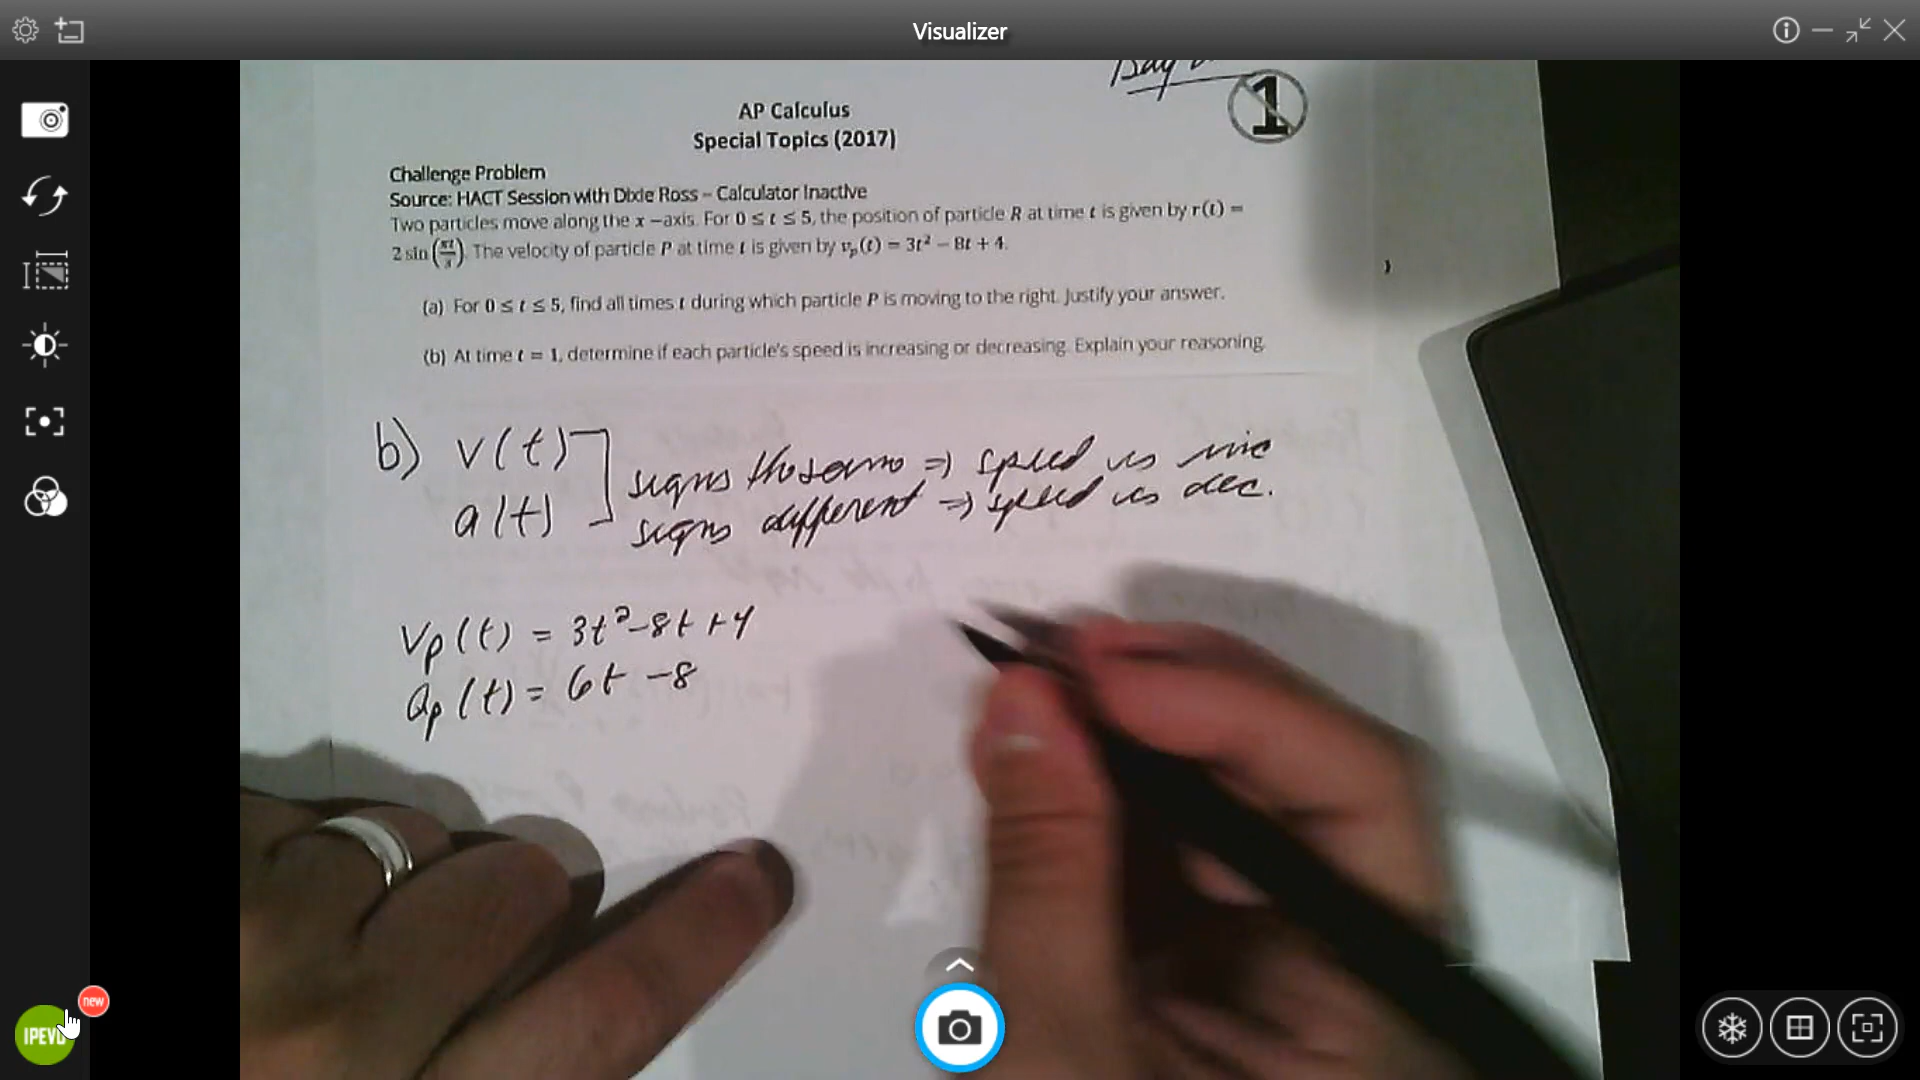 Visualizer
1
AP Calculus
Special Topics (2017)
Challenge Problem
Source: HACT Session with Dixie Ross – Calculator Inactive
Two particles move along the x –axis. For 0 ≤ t ≤ 5, the position of particle R at time t is given by r(t) =
2 sin (πt/3). The velocity of particle P at time t is given by vₚ(t) = 3t² − 8t + 4.
(a) For 0 ≤ t ≤ 5, find all times t during which particle P is moving to the right. Justify your answer.
(b) At time t = 1, determine if each particle's speed is increasing or decreasing. Explain your reasoning.
b) v(t)
a(t)
signs the same => speed is inc
signs different => speed is dec.
Vp(t) = 3t²-8t+4
ap(t) = 6t -8
new
IPEVO